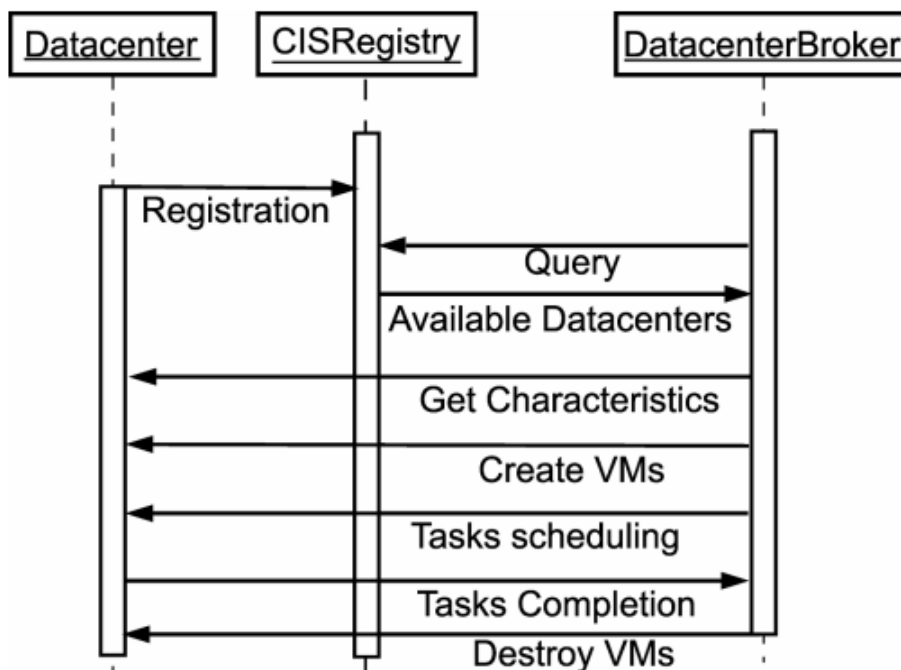 Datacenter
CISRegistry
DatacenterBroker
Registration
Query
Available Datacenters
Get Characteristics
Create VMs
Tasks scheduling
Tasks Completion
Destroy VMs